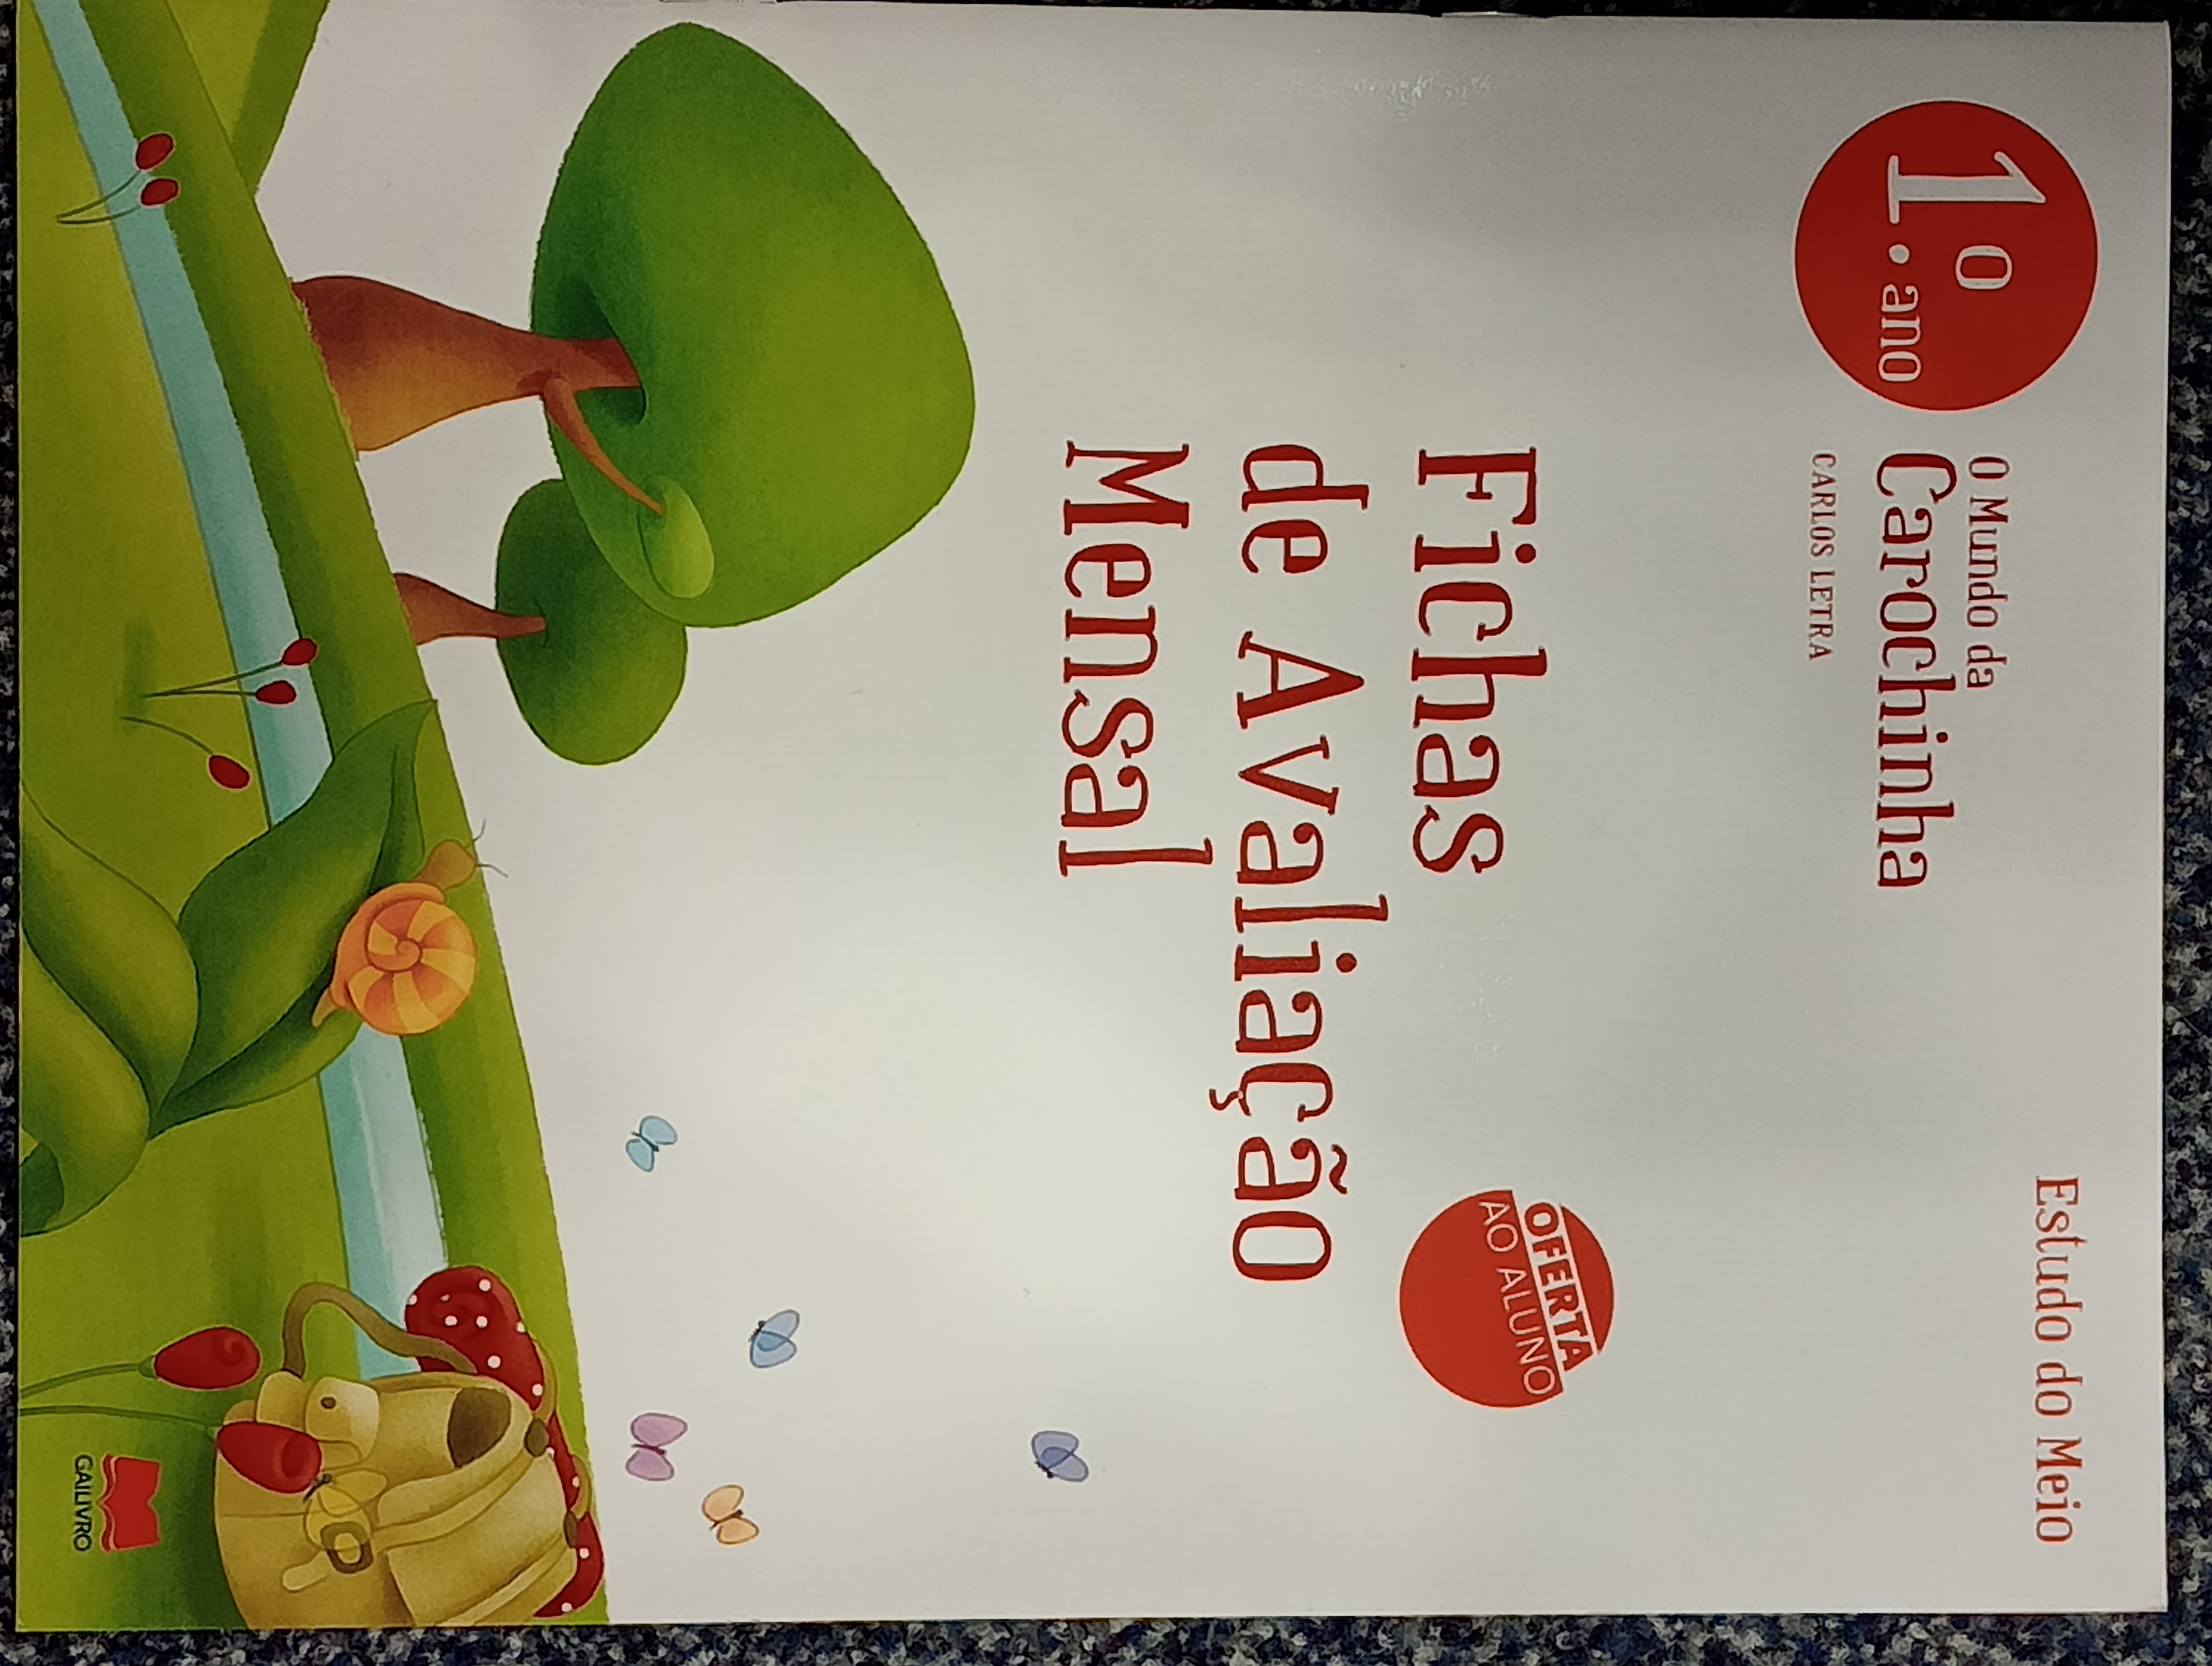 1.º ano
O Mundo da
Carochinha
CARLOS LETRA
Estudo do Meio
OFERTA
AO ALUNO
Fichas
de Avaliação
Mensal
GAILIVRO